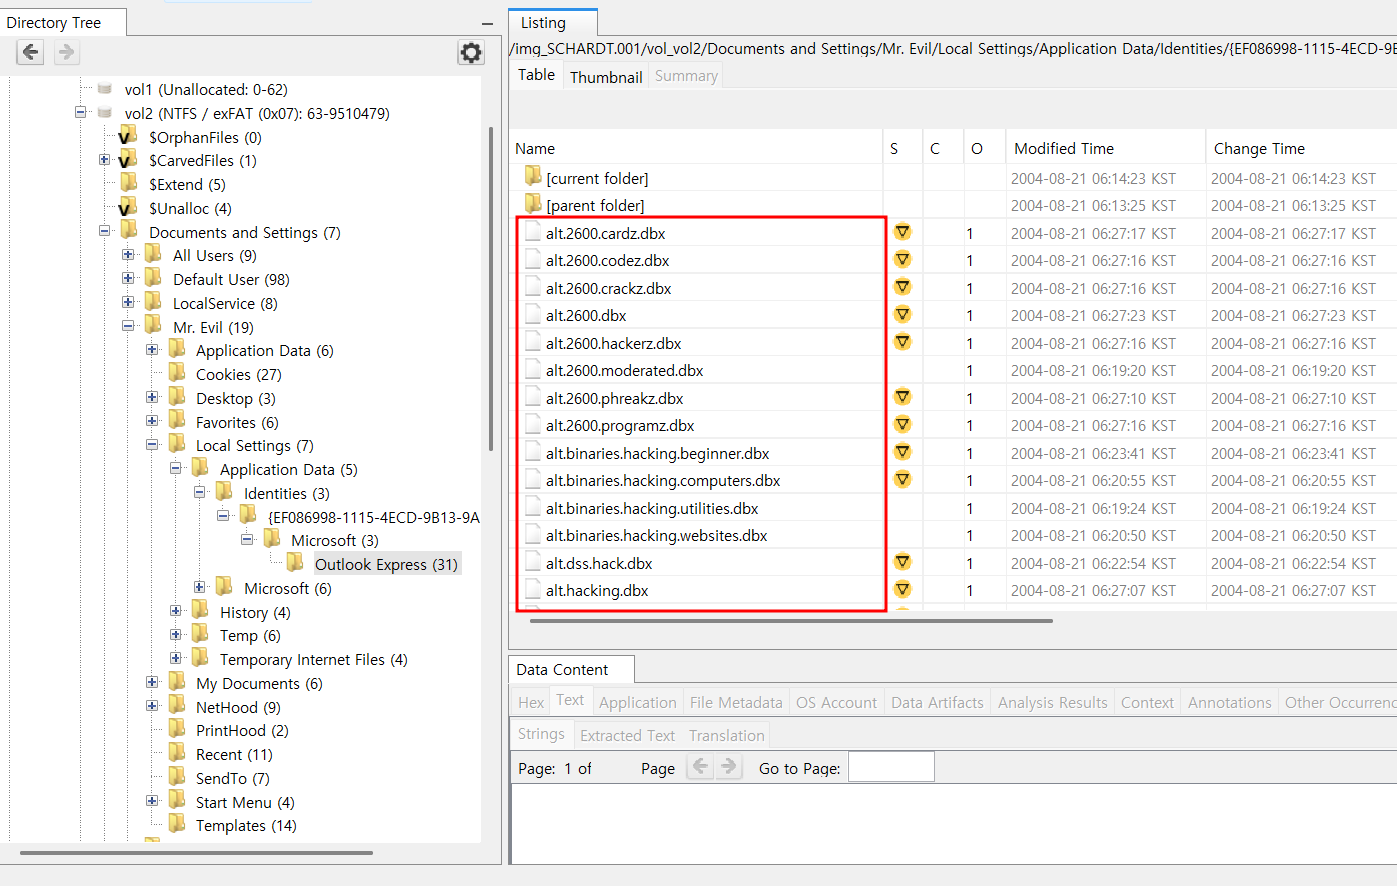 Directory Tree
vol1 (Unallocated: 0-62)
vol2 (NTFS / exFAT (0x07): 63-9510479)
$OrphanFiles (0)
$CarvedFiles (1)
$Extend (5)
$Unalloc (4)
Documents and Settings (7)
All Users (9)
Default User (98)
LocalService (8)
Mr. Evil (19)
Application Data (6)
Cookies (27)
Desktop (3)
Favorites (6)
Local Settings (7)
Application Data (5)
Identities (3)
{EF086998-1115-4ECD-9B13-9A
Microsoft (3)
Outlook Express (31)
Microsoft (6)
History (4)
Temp (6)
Temporary Internet Files (4)
My Documents (6)
NetHood (9)
PrintHood (2)
Recent (11)
SendTo (7)
Start Menu (4)
Templates (14)
Listing
/img_SCHARDT.001/vol_vol2/Documents and Settings/Mr. Evil/Local Settings/Application Data/Identities/{EF086998-1115-4ECD-9B
Table Thumbnail Summary
Name S C O Modified Time Change Time
[current folder] 2004-08-21 06:14:23 KST 2004-08-21 06:14:23 KST
[parent folder] 2004-08-21 06:13:25 KST 2004-08-21 06:13:25 KST
alt.2600.cardz.dbx 1 2004-08-21 06:27:17 KST 2004-08-21 06:27:17 KST
alt.2600.codez.dbx 1 2004-08-21 06:27:16 KST 2004-08-21 06:27:16 KST
alt.2600.crackz.dbx 1 2004-08-21 06:27:16 KST 2004-08-21 06:27:16 KST
alt.2600.dbx 1 2004-08-21 06:27:23 KST 2004-08-21 06:27:23 KST
alt.2600.hackerz.dbx 1 2004-08-21 06:27:16 KST 2004-08-21 06:27:16 KST
alt.2600.moderated.dbx 1 2004-08-21 06:19:20 KST 2004-08-21 06:19:20 KST
alt.2600.phreakz.dbx 1 2004-08-21 06:27:10 KST 2004-08-21 06:27:10 KST
alt.2600.programz.dbx 1 2004-08-21 06:27:16 KST 2004-08-21 06:27:16 KST
alt.binaries.hacking.beginner.dbx 1 2004-08-21 06:23:41 KST 2004-08-21 06:23:41 KST
alt.binaries.hacking.computers.dbx 1 2004-08-21 06:20:55 KST 2004-08-21 06:20:55 KST
alt.binaries.hacking.utilities.dbx 1 2004-08-21 06:19:24 KST 2004-08-21 06:19:24 KST
alt.binaries.hacking.websites.dbx 1 2004-08-21 06:20:50 KST 2004-08-21 06:20:50 KST
alt.dss.hack.dbx 1 2004-08-21 06:22:54 KST 2004-08-21 06:22:54 KST
alt.hacking.dbx 1 2004-08-21 06:27:07 KST 2004-08-21 06:27:07 KST
Data Content
Hex Text Application File Metadata OS Account Data Artifacts Analysis Results Context Annotations Other Occurrenc
Strings Extracted Text Translation
Page: 1 of Page Go to Page: